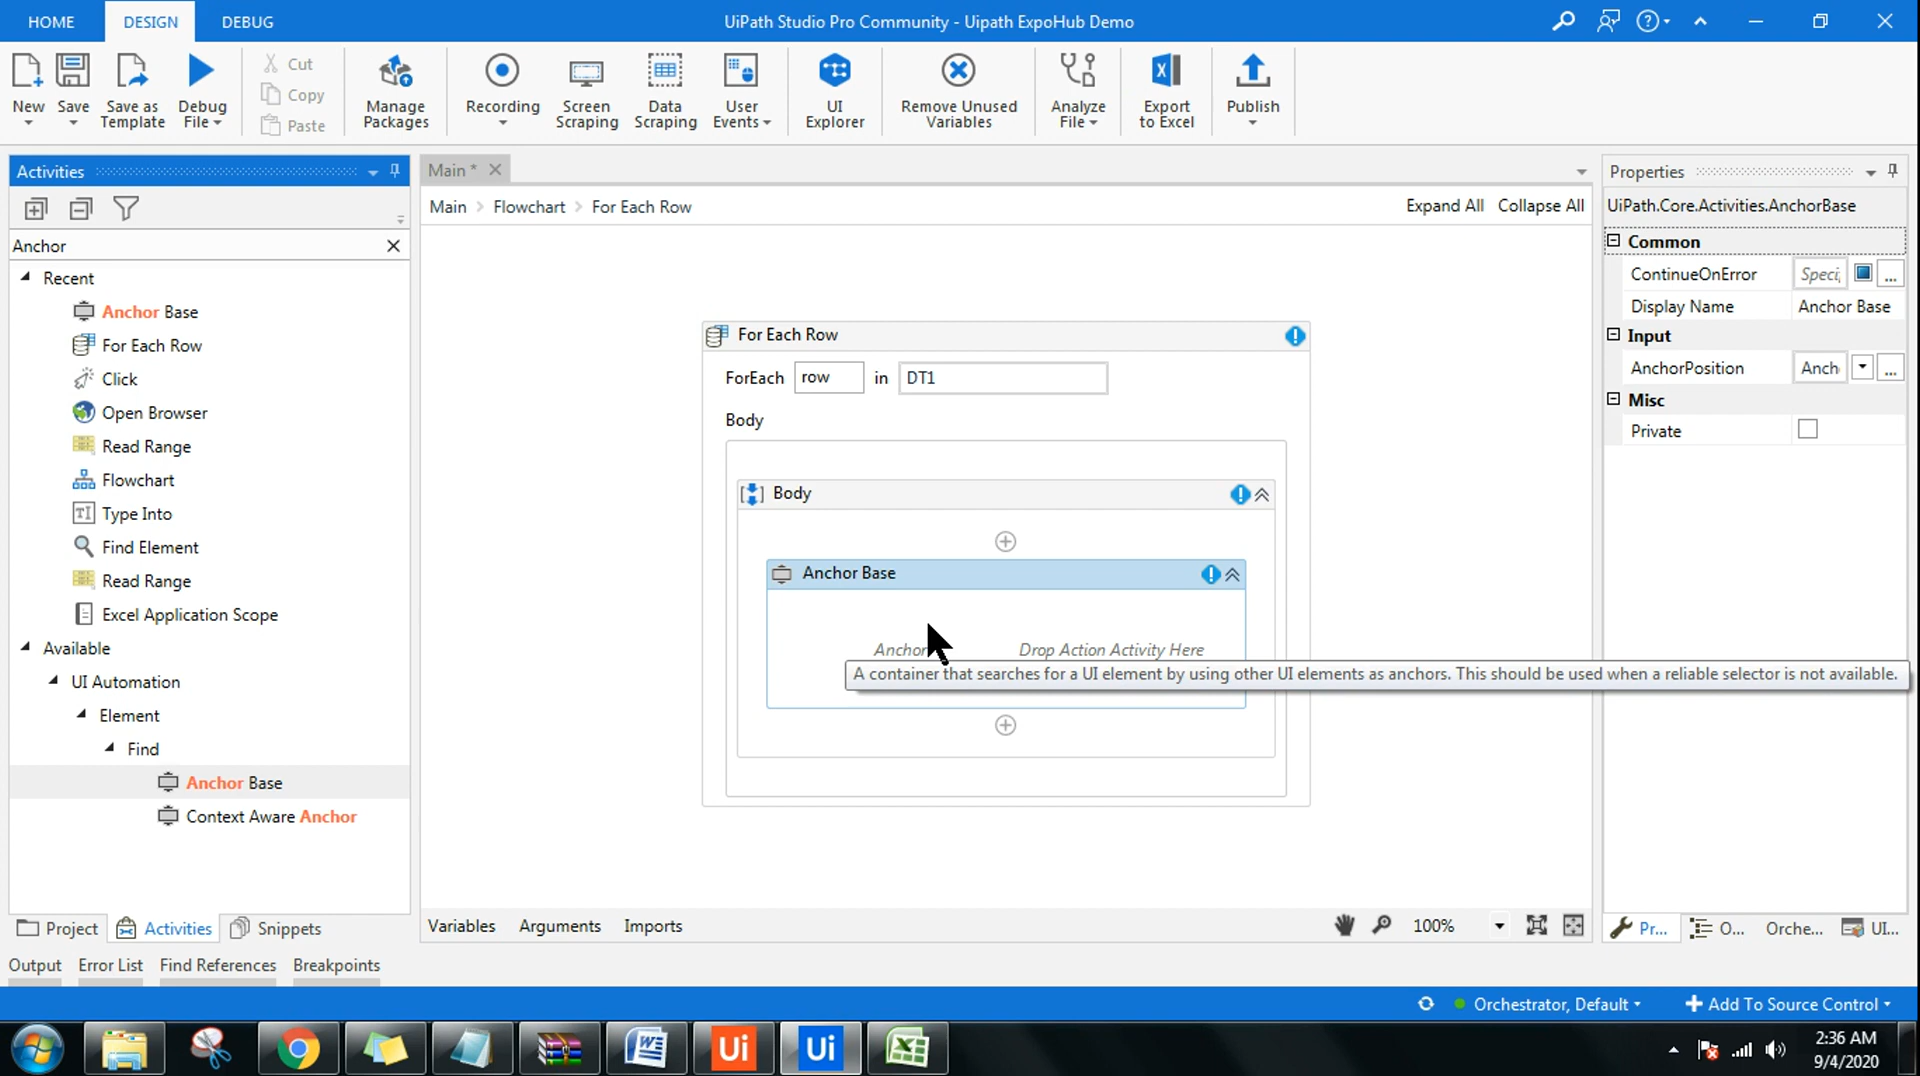 HOME DESIGN DEBUG
UiPath Studio Pro Community - Uipath ExpoHub Demo
New
Save
Save as Template
Debug File
Cut
Copy
Paste
Manage Packages
Recording
Screen Scraping
Data Scraping
User Events
UI Explorer
Remove Unused Variables
Analyze File
Export to Excel
Publish
Activities
Anchor
Recent
Anchor Base
For Each Row
Click
Open Browser
Read Range
Flowchart
Type Into
Find Element
Read Range
Excel Application Scope
Available
UI Automation
Element
Find
Anchor Base
Context Aware Anchor
Project Activities Snippets
Main *
Main > Flowchart > For Each Row
Expand All Collapse All
For Each Row
ForEach row in DT1
Body
Body
Anchor Base
Anchor
Drop Action Activity Here
A container that searches for a UI element by using other UI elements as anchors. This should be used when a reliable selector is not available.
Variables Arguments Imports
100%
Properties
UiPath.Core.Activities.AnchorBase
Common
ContinueOnError Speci ...
Display Name Anchor Base
Input
AnchorPosition Anch ...
Misc
Private
Pr... O... Orche... UI...
Output Error List Find References Breakpoints
Orchestrator, Default
Add To Source Control
Ui
Ui
2:36 AM
9/4/2020